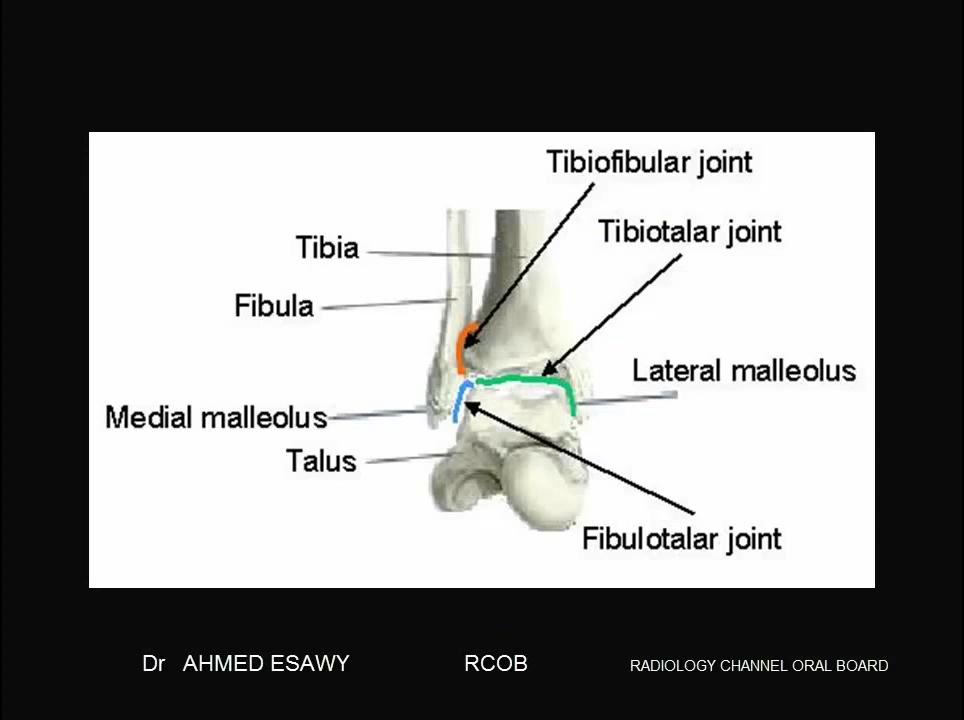 Tibiofibular joint
Tibiotalar joint
Tibia
Fibula
Lateral malleolus
Medial malleolus
Talus
Fibulotalar joint
Dr AHMED ESAWY RCOB RADIOLOGY CHANNEL ORAL BOARD